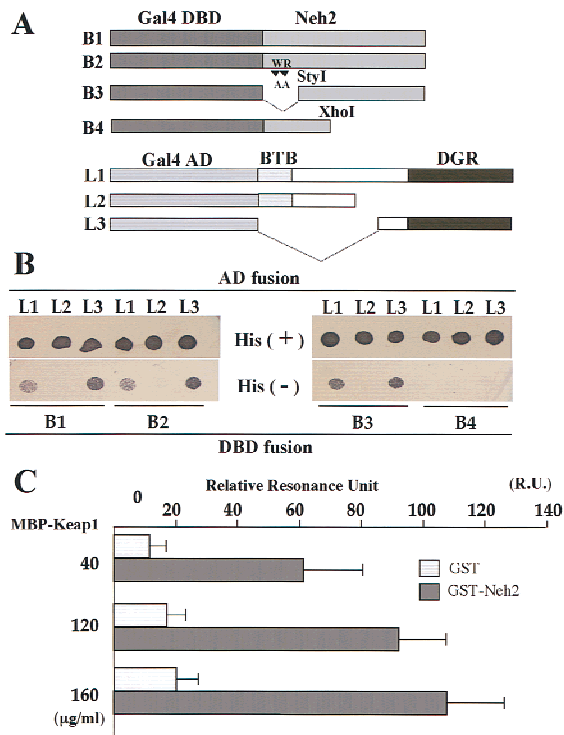 A
Gal4 DBD Neh2
B1
B2
WR
AA
StyI
B3
XhoI
B4
Gal4 AD BTB DGR
L1
L2
L3
B
AD fusion
L1 L2 L3 L1 L2 L3 L1 L2 L3 L1 L2 L3
His ( + )
His ( - )
B1 B2 B3 B4
DBD fusion
C
Relative Resonance Unit (R.U.)
0 20 40 60 80 100 120 140
MBP-Keap1
40
GST
GST-Neh2
120
160
(μg/ml)